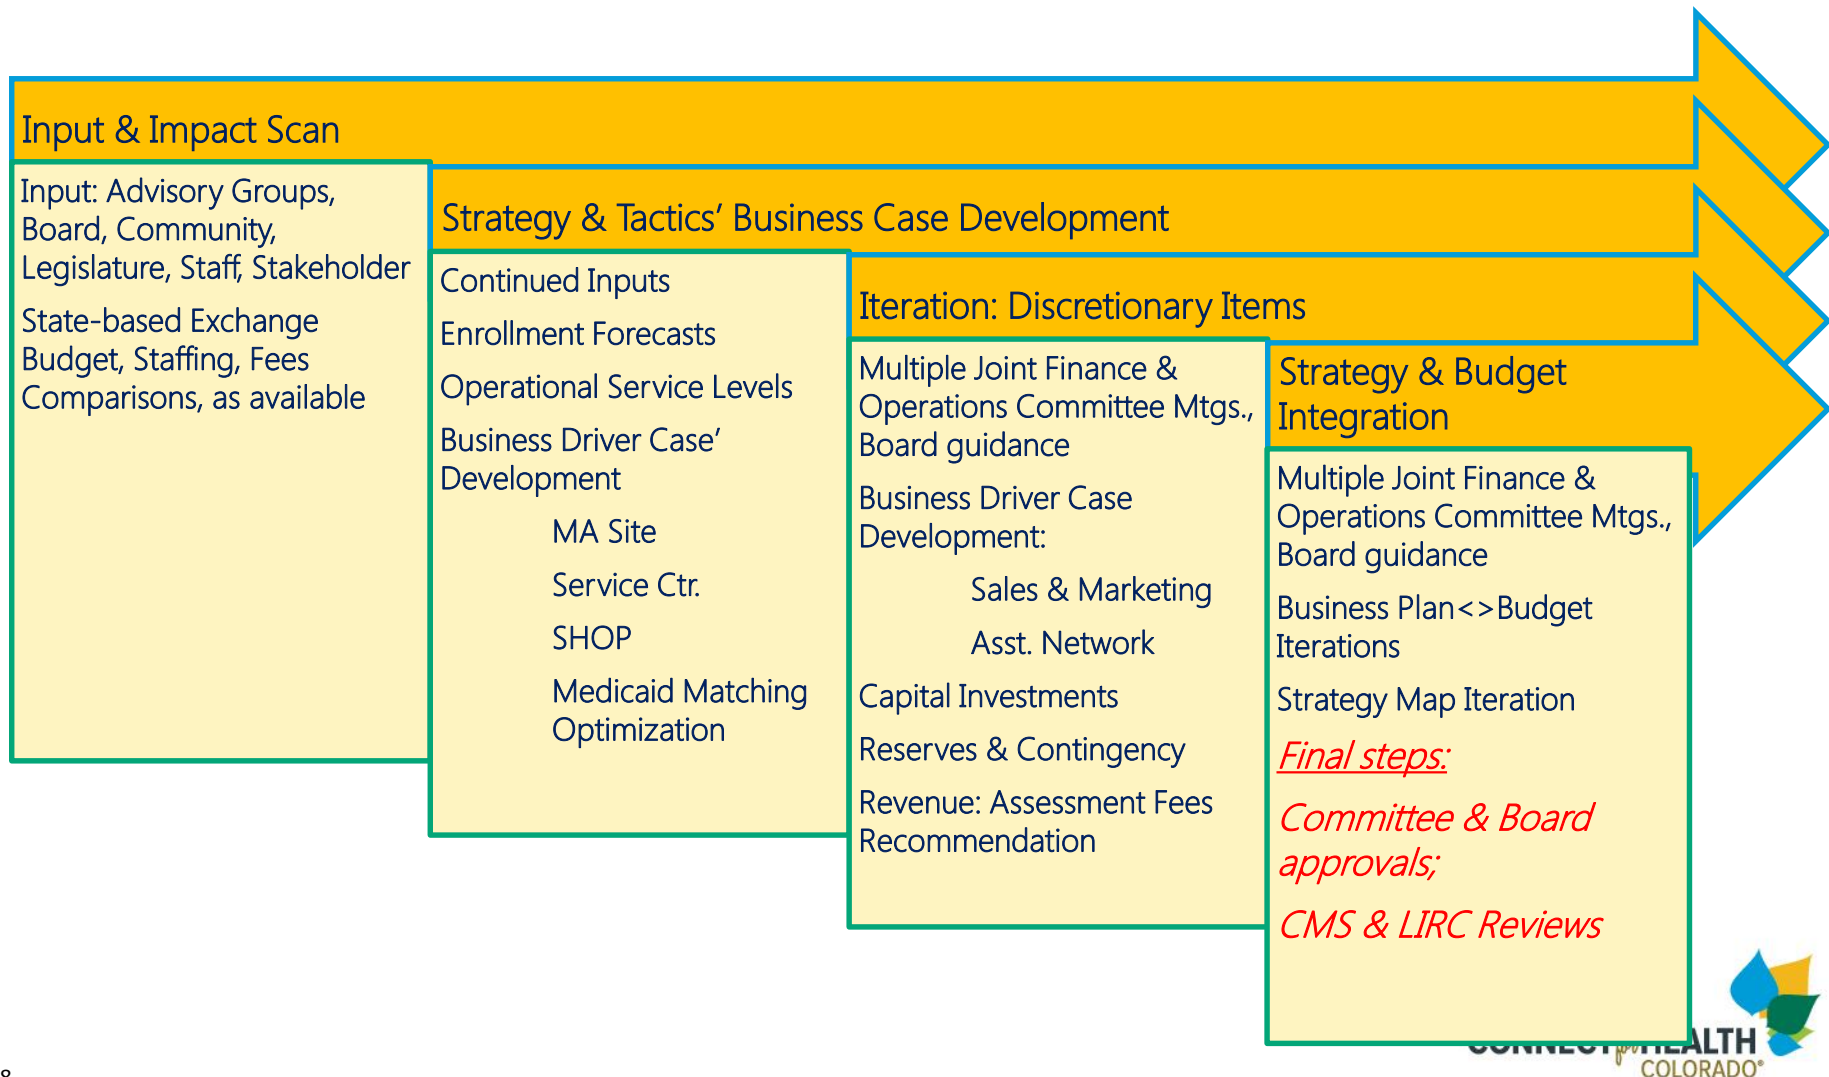 Input & Impact Scan
Input: Advisory Groups,
Board, Community,
Legislature, Staff, Stakeholder
State-based Exchange
Budget, Staffing, Fees
Comparisons, as available
Strategy & Tactics’ Business Case Development
Continued Inputs
Enrollment Forecasts
Operational Service Levels
Business Driver Case’
Development
MA Site
Service Ctr.
SHOP
Medicaid Matching
Optimization
Iteration: Discretionary Items
Multiple Joint Finance &
Operations Committee Mtgs.,
Board guidance
Business Driver Case
Development:
Sales & Marketing
Asst. Network
Capital Investments
Reserves & Contingency
Revenue: Assessment Fees
Recommendation
Strategy & Budget
Integration
Multiple Joint Finance &
Operations Committee Mtgs.,
Board guidance
Business Plan<>Budget
Iterations
Strategy Map Iteration
Final steps:
Committee & Board
approvals;
CMS & LIRC Reviews
CONNECT for HEALTH
COLORADO®
8